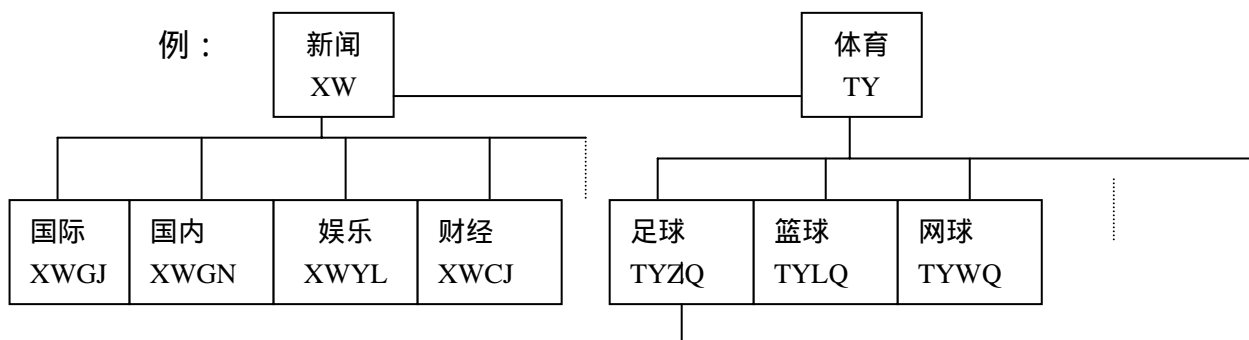 例：
新闻
XW
体育
TY
国际
XWGJ
国内
XWGN
娱乐
XWYL
财经
XWCJ
足球
TYZQ
篮球
TYLQ
网球
TYWQ